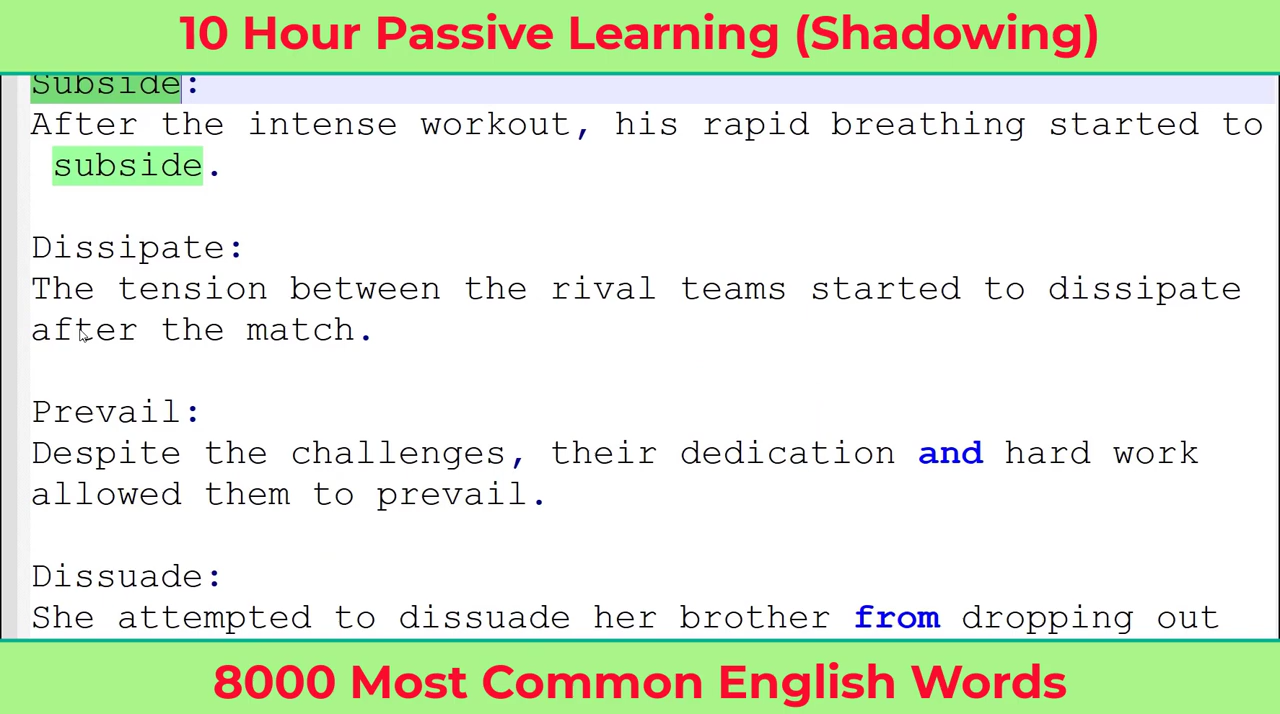 10 Hour Passive Learning (Shadowing)
Subside:
After the intense workout, his rapid breathing started to
subside.
Dissipate:
The tension between the rival teams started to dissipate
after the match.
Prevail:
Despite the challenges, their dedication and hard work
allowed them to prevail.
Dissuade:
She attempted to dissuade her brother from dropping out
8000 Most Common English Words